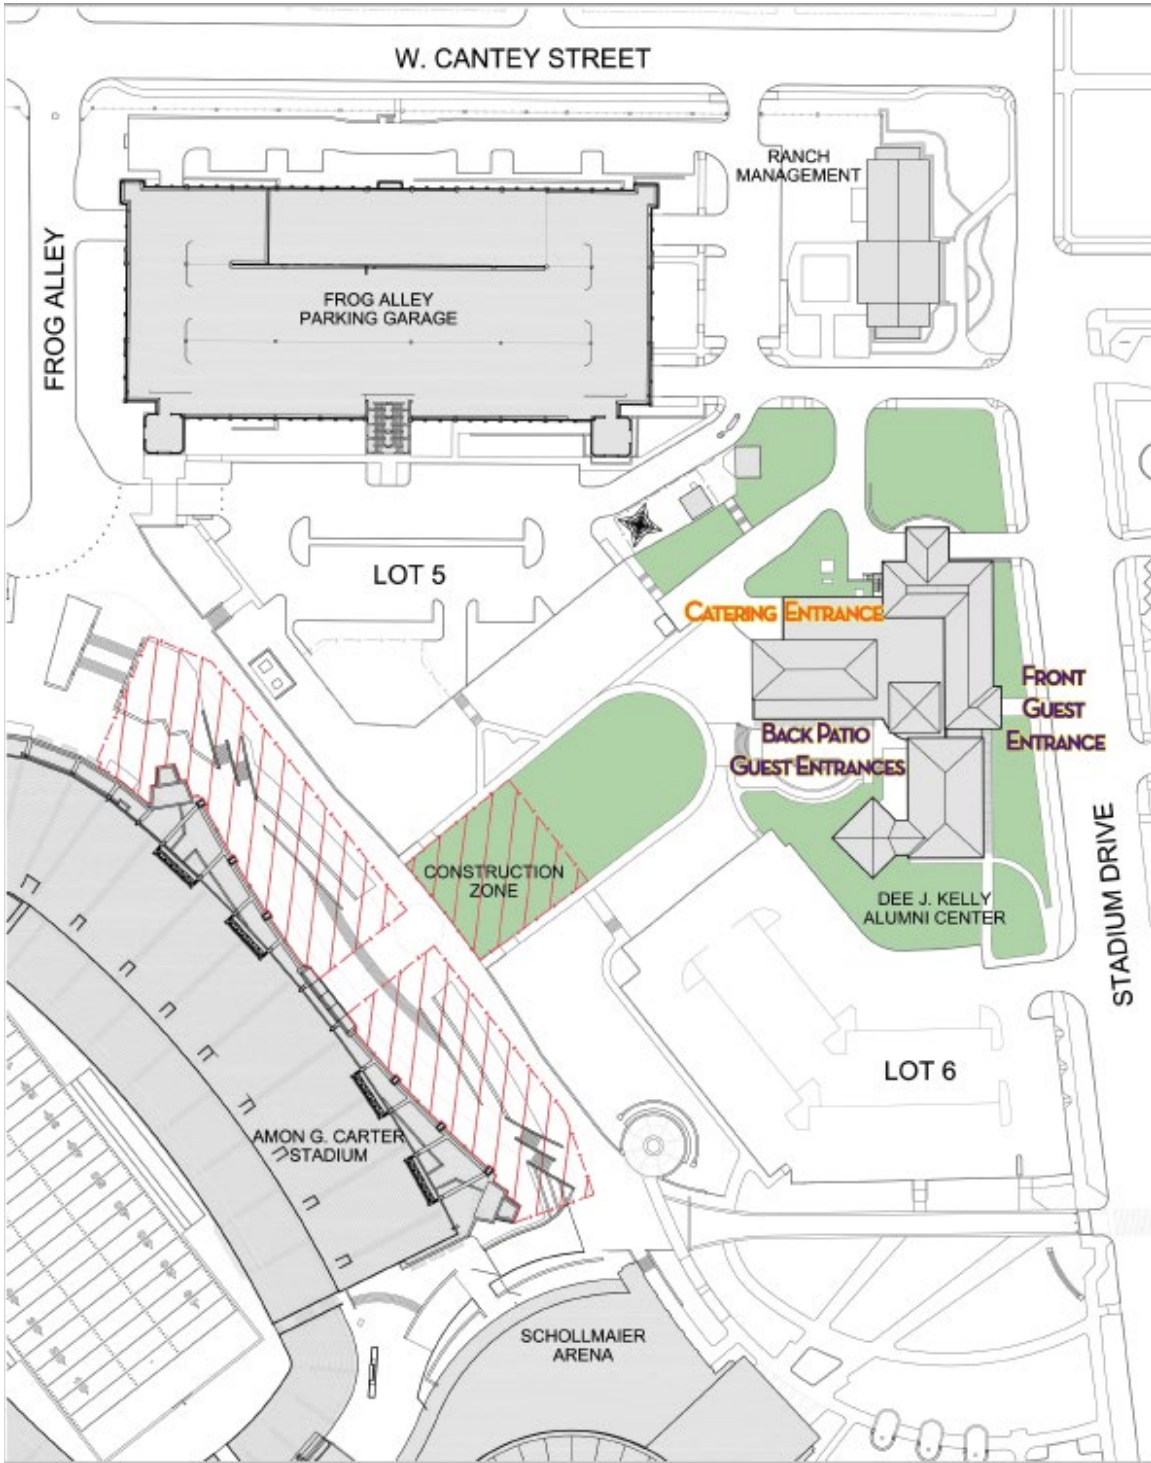 W. CANTEY STREET
RANCH
MANAGEMENT
FROG ALLEY
FROG ALLEY
PARKING GARAGE
LOT 5
CATERING ENTRANCE
FRONT
GUEST
ENTRANCE
BACK PATIO
GUEST ENTRANCES
CONSTRUCTION
ZONE
DEE J. KELLY
ALUMNI CENTER
STADIUM DRIVE
LOT 6
AMON G. CARTER
STADIUM
SCHOLLMAIER
ARENA